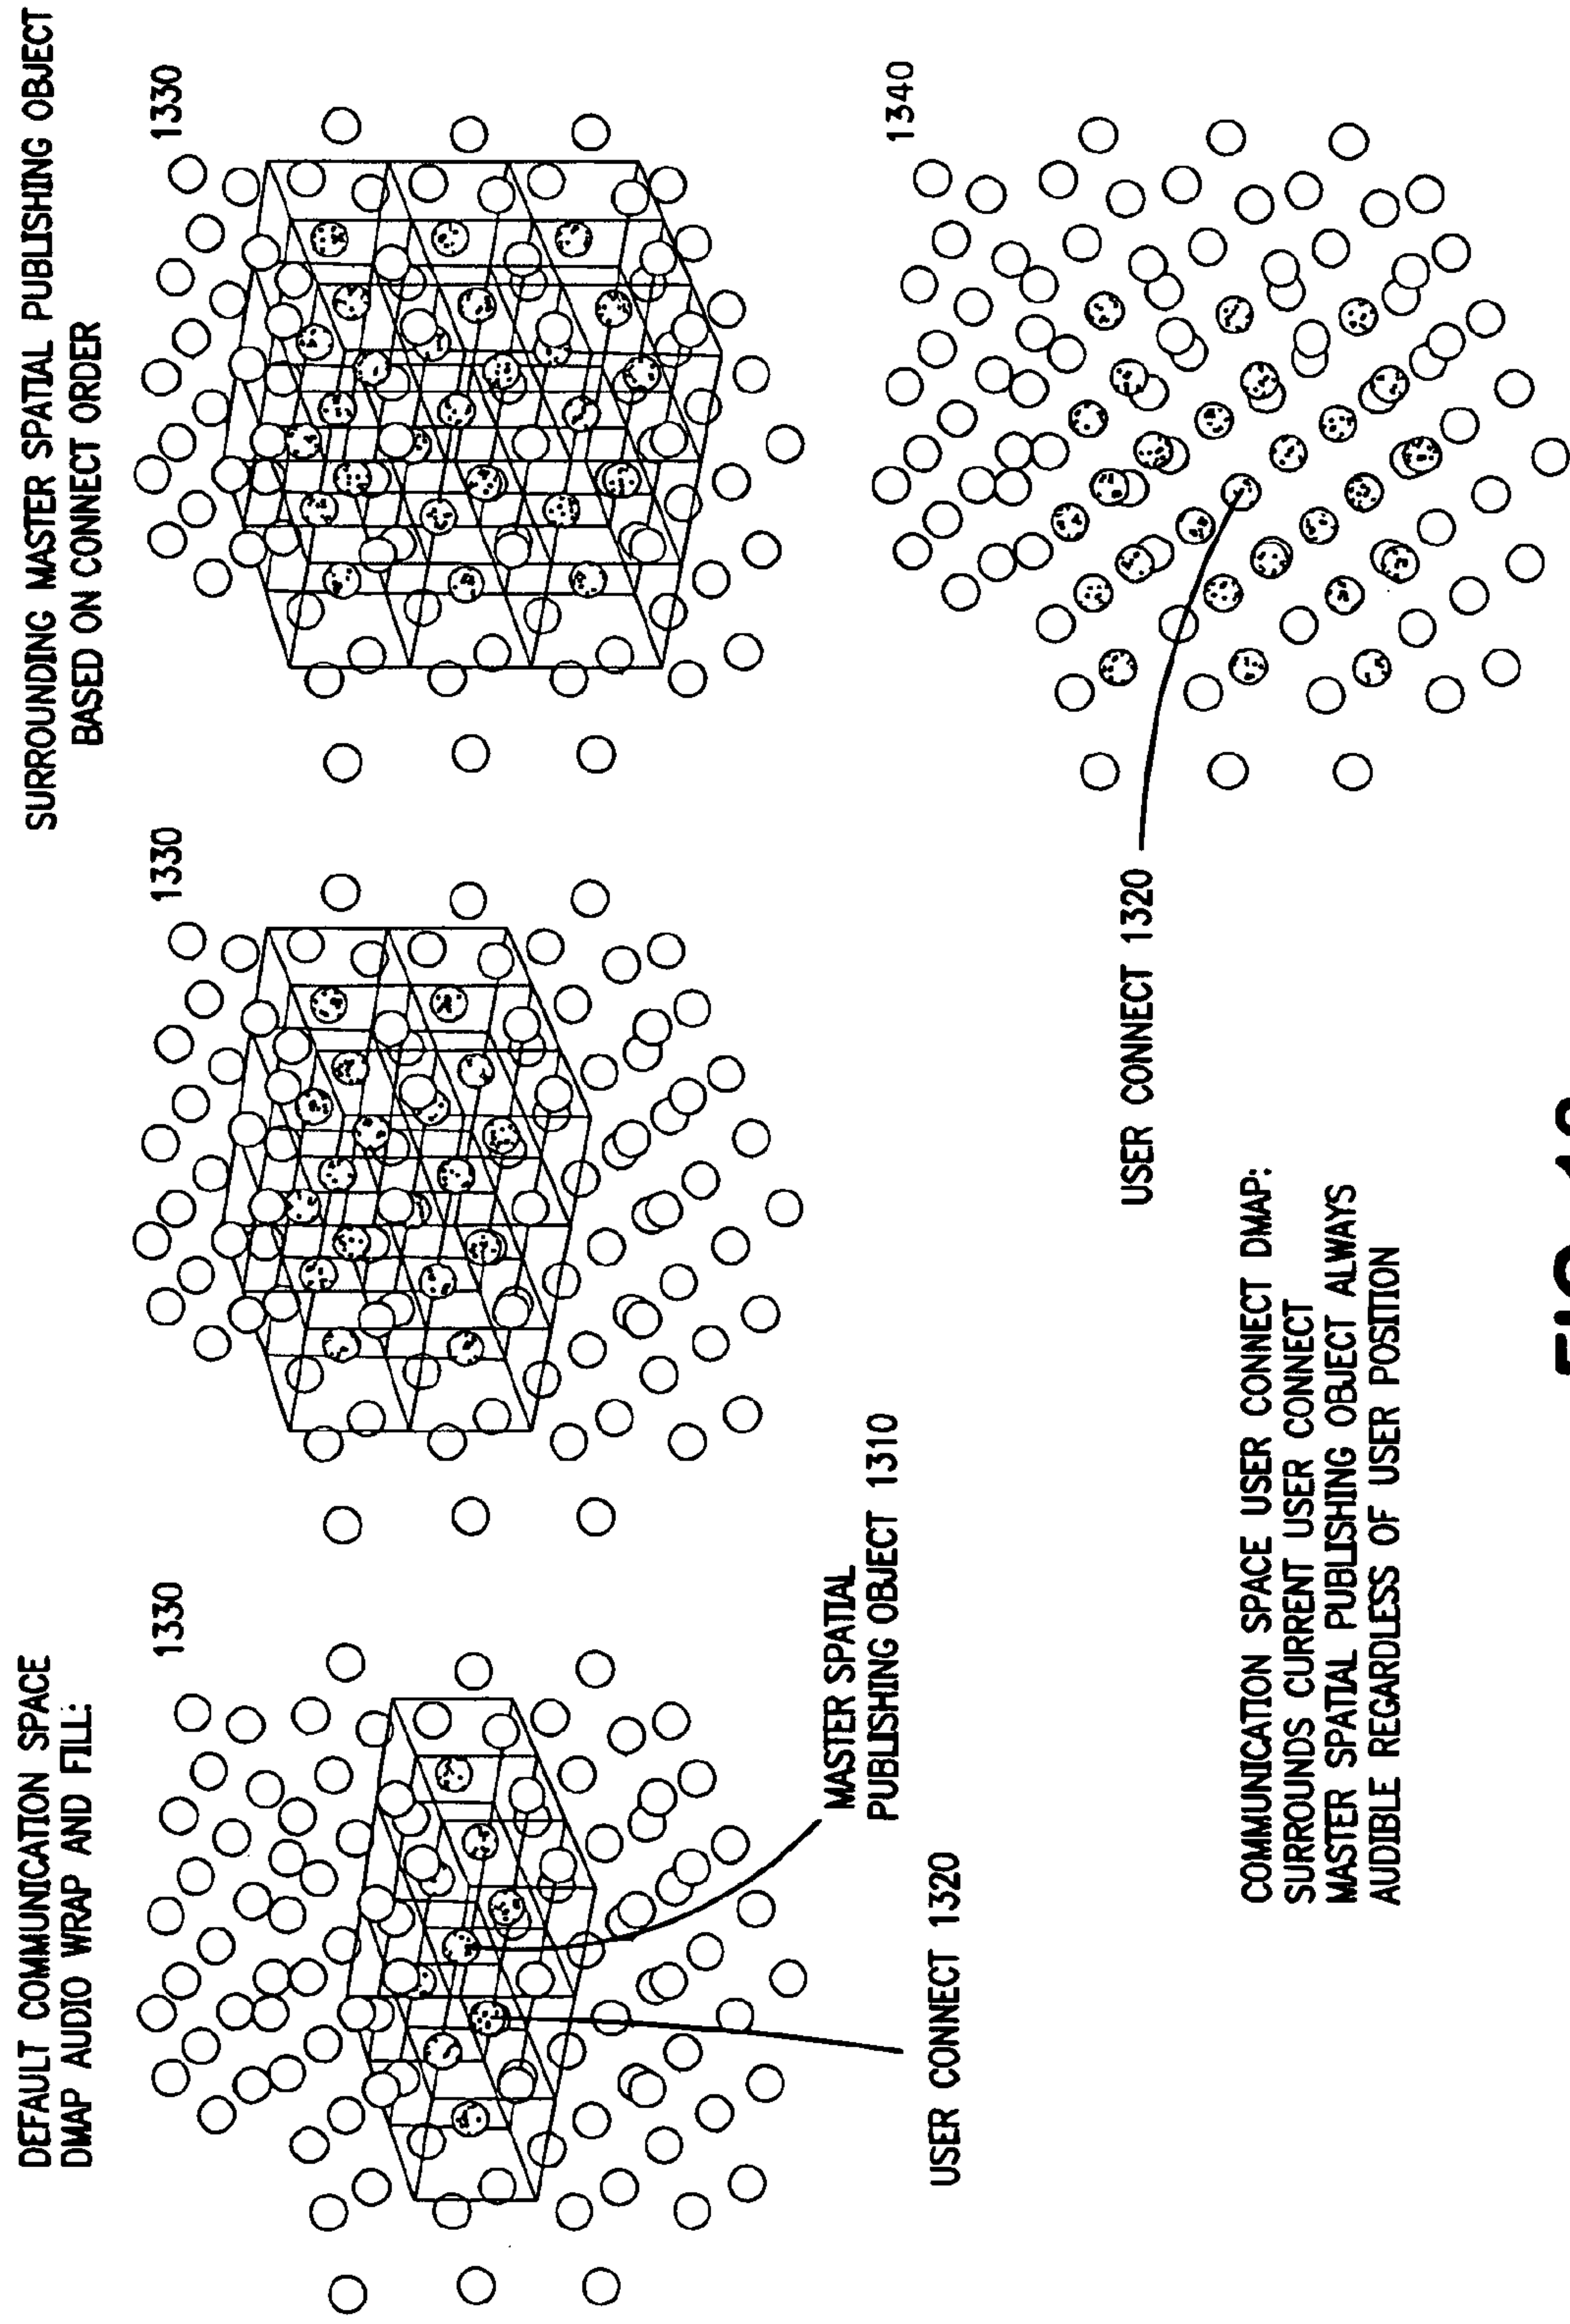 DEFAULT COMMUNICATION SPACE
DMAP AUDIO WRAP AND FILL:
SURROUNDING MASTER SPATIAL PUBLISHING OBJECT
BASED ON CONNECT ORDER
1330
1330
1330
MASTER SPATIAL
PUBLISHING OBJECT 1310
USER CONNECT 1320
1340
USER CONNECT 1320
COMMUNICATION SPACE USER CONNECT DMAP:
SURROUNDS CURRENT USER CONNECT
MASTER SPATIAL PUBLISHING OBJECT ALWAYS
AUDIBLE REGARDLESS OF USER POSITION